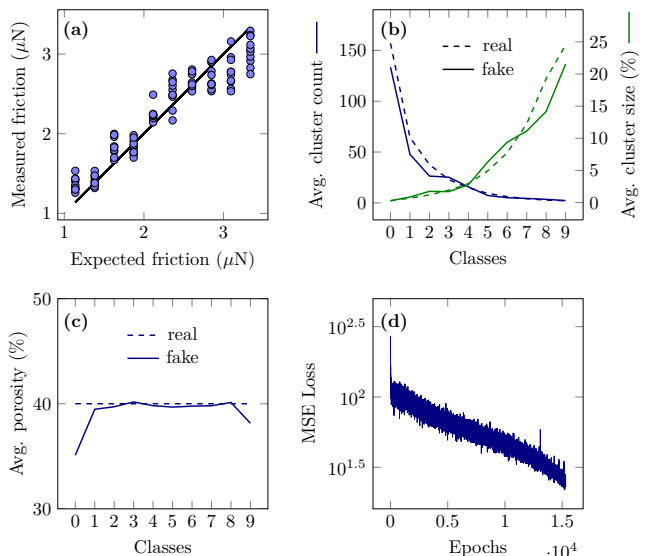 (a)
Measured friction (μN)
3
2
1
1
2
3
Expected friction (μN)
(b)
real
fake
Avg. cluster count
150
100
50
0
Avg. cluster size (%)
25
20
15
10
5
0
0 1 2 3 4 5 6 7 8 9
Classes
(c)
real
fake
Avg. porosity (%)
50
40
30
0 1 2 3 4 5 6 7 8 9
Classes
(d)
MSE Loss
10^2.5
10^2
10^1.5
0 0.5 1 1.5
Epochs
·10^4